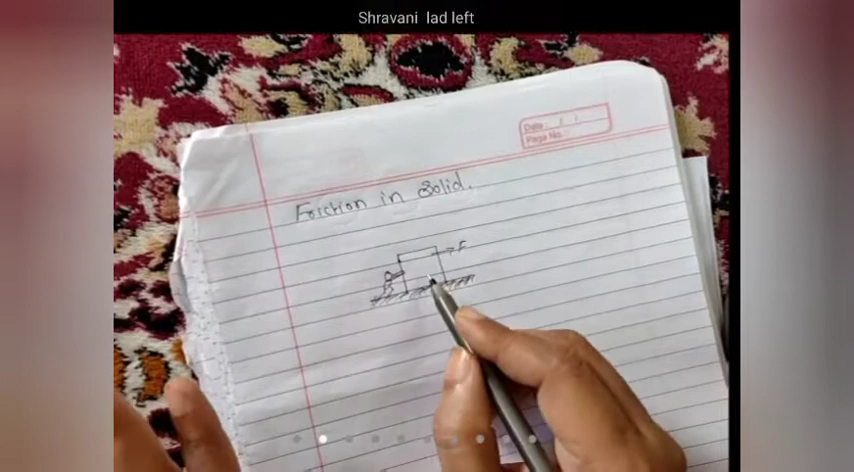 Shravani lad left
Date :
Page No. :
Friction in Solid.
F